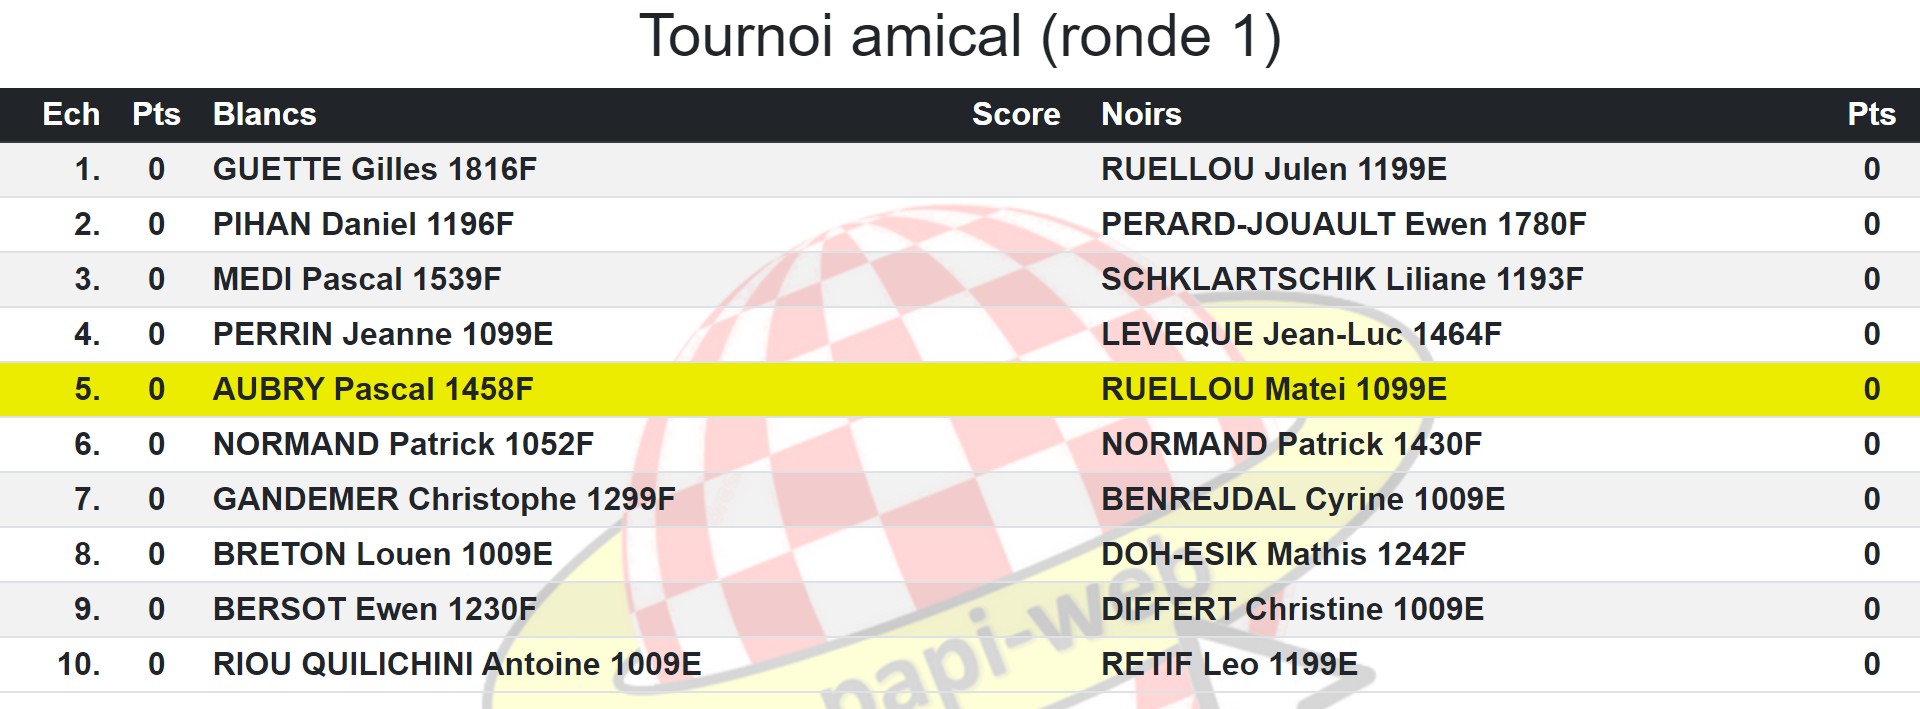 Tournoi amical (ronde 1)
Ech Pts Blancs Score Noirs Pts
1. 0 GUETTE Gilles 1816F RUELLOU Julen 1199E 0
2. 0 PIHAN Daniel 1196F PERARD-JOUAULT Ewen 1780F 0
3. 0 MEDI Pascal 1539F SCHKLARTSCHIK Liliane 1193F 0
4. 0 PERRIN Jeanne 1099E LEVEQUE Jean-Luc 1464F 0
5. 0 AUBRY Pascal 1458F RUELLOU Matei 1099E 0
6. 0 NORMAND Patrick 1052F NORMAND Patrick 1430F 0
7. 0 GANDEMER Christophe 1299F BENREJDAL Cyrine 1009E 0
8. 0 BRETON Louen 1009E DOH-ESIK Mathis 1242F 0
9. 0 BERSOT Ewen 1230F DIFFERT Christine 1009E 0
10. 0 RIOU QUILICHINI Antoine 1009E RETIF Leo 1199E 0
papi-web